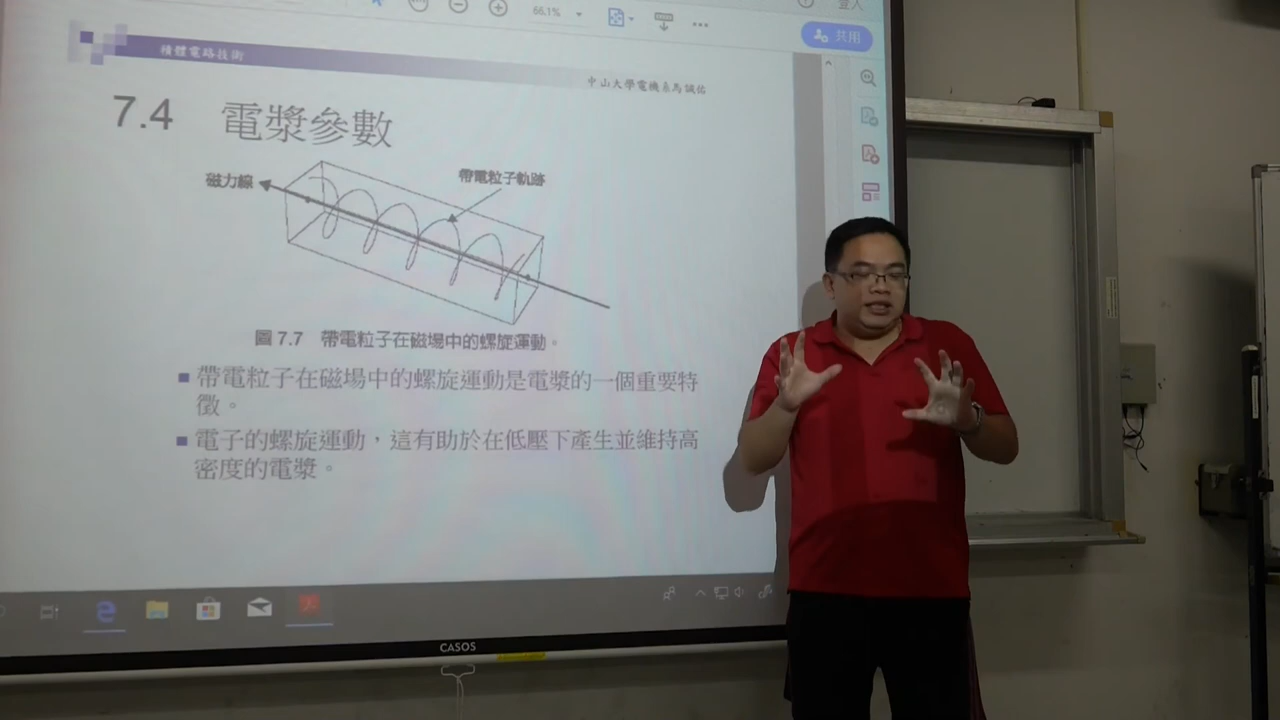 66.1%
登入
共用
積體電路技術
中山大學電機系馬誠佑
7.4 電漿參數
磁力線
帶電粒子軌跡
圖 7.7 帶電粒子在磁場中的螺旋運動。
帶電粒子在磁場中的螺旋運動是電漿的一個重要特
徵。
電子的螺旋運動，這有助於在低壓下產生並維持高
密度的電漿。
CASOS